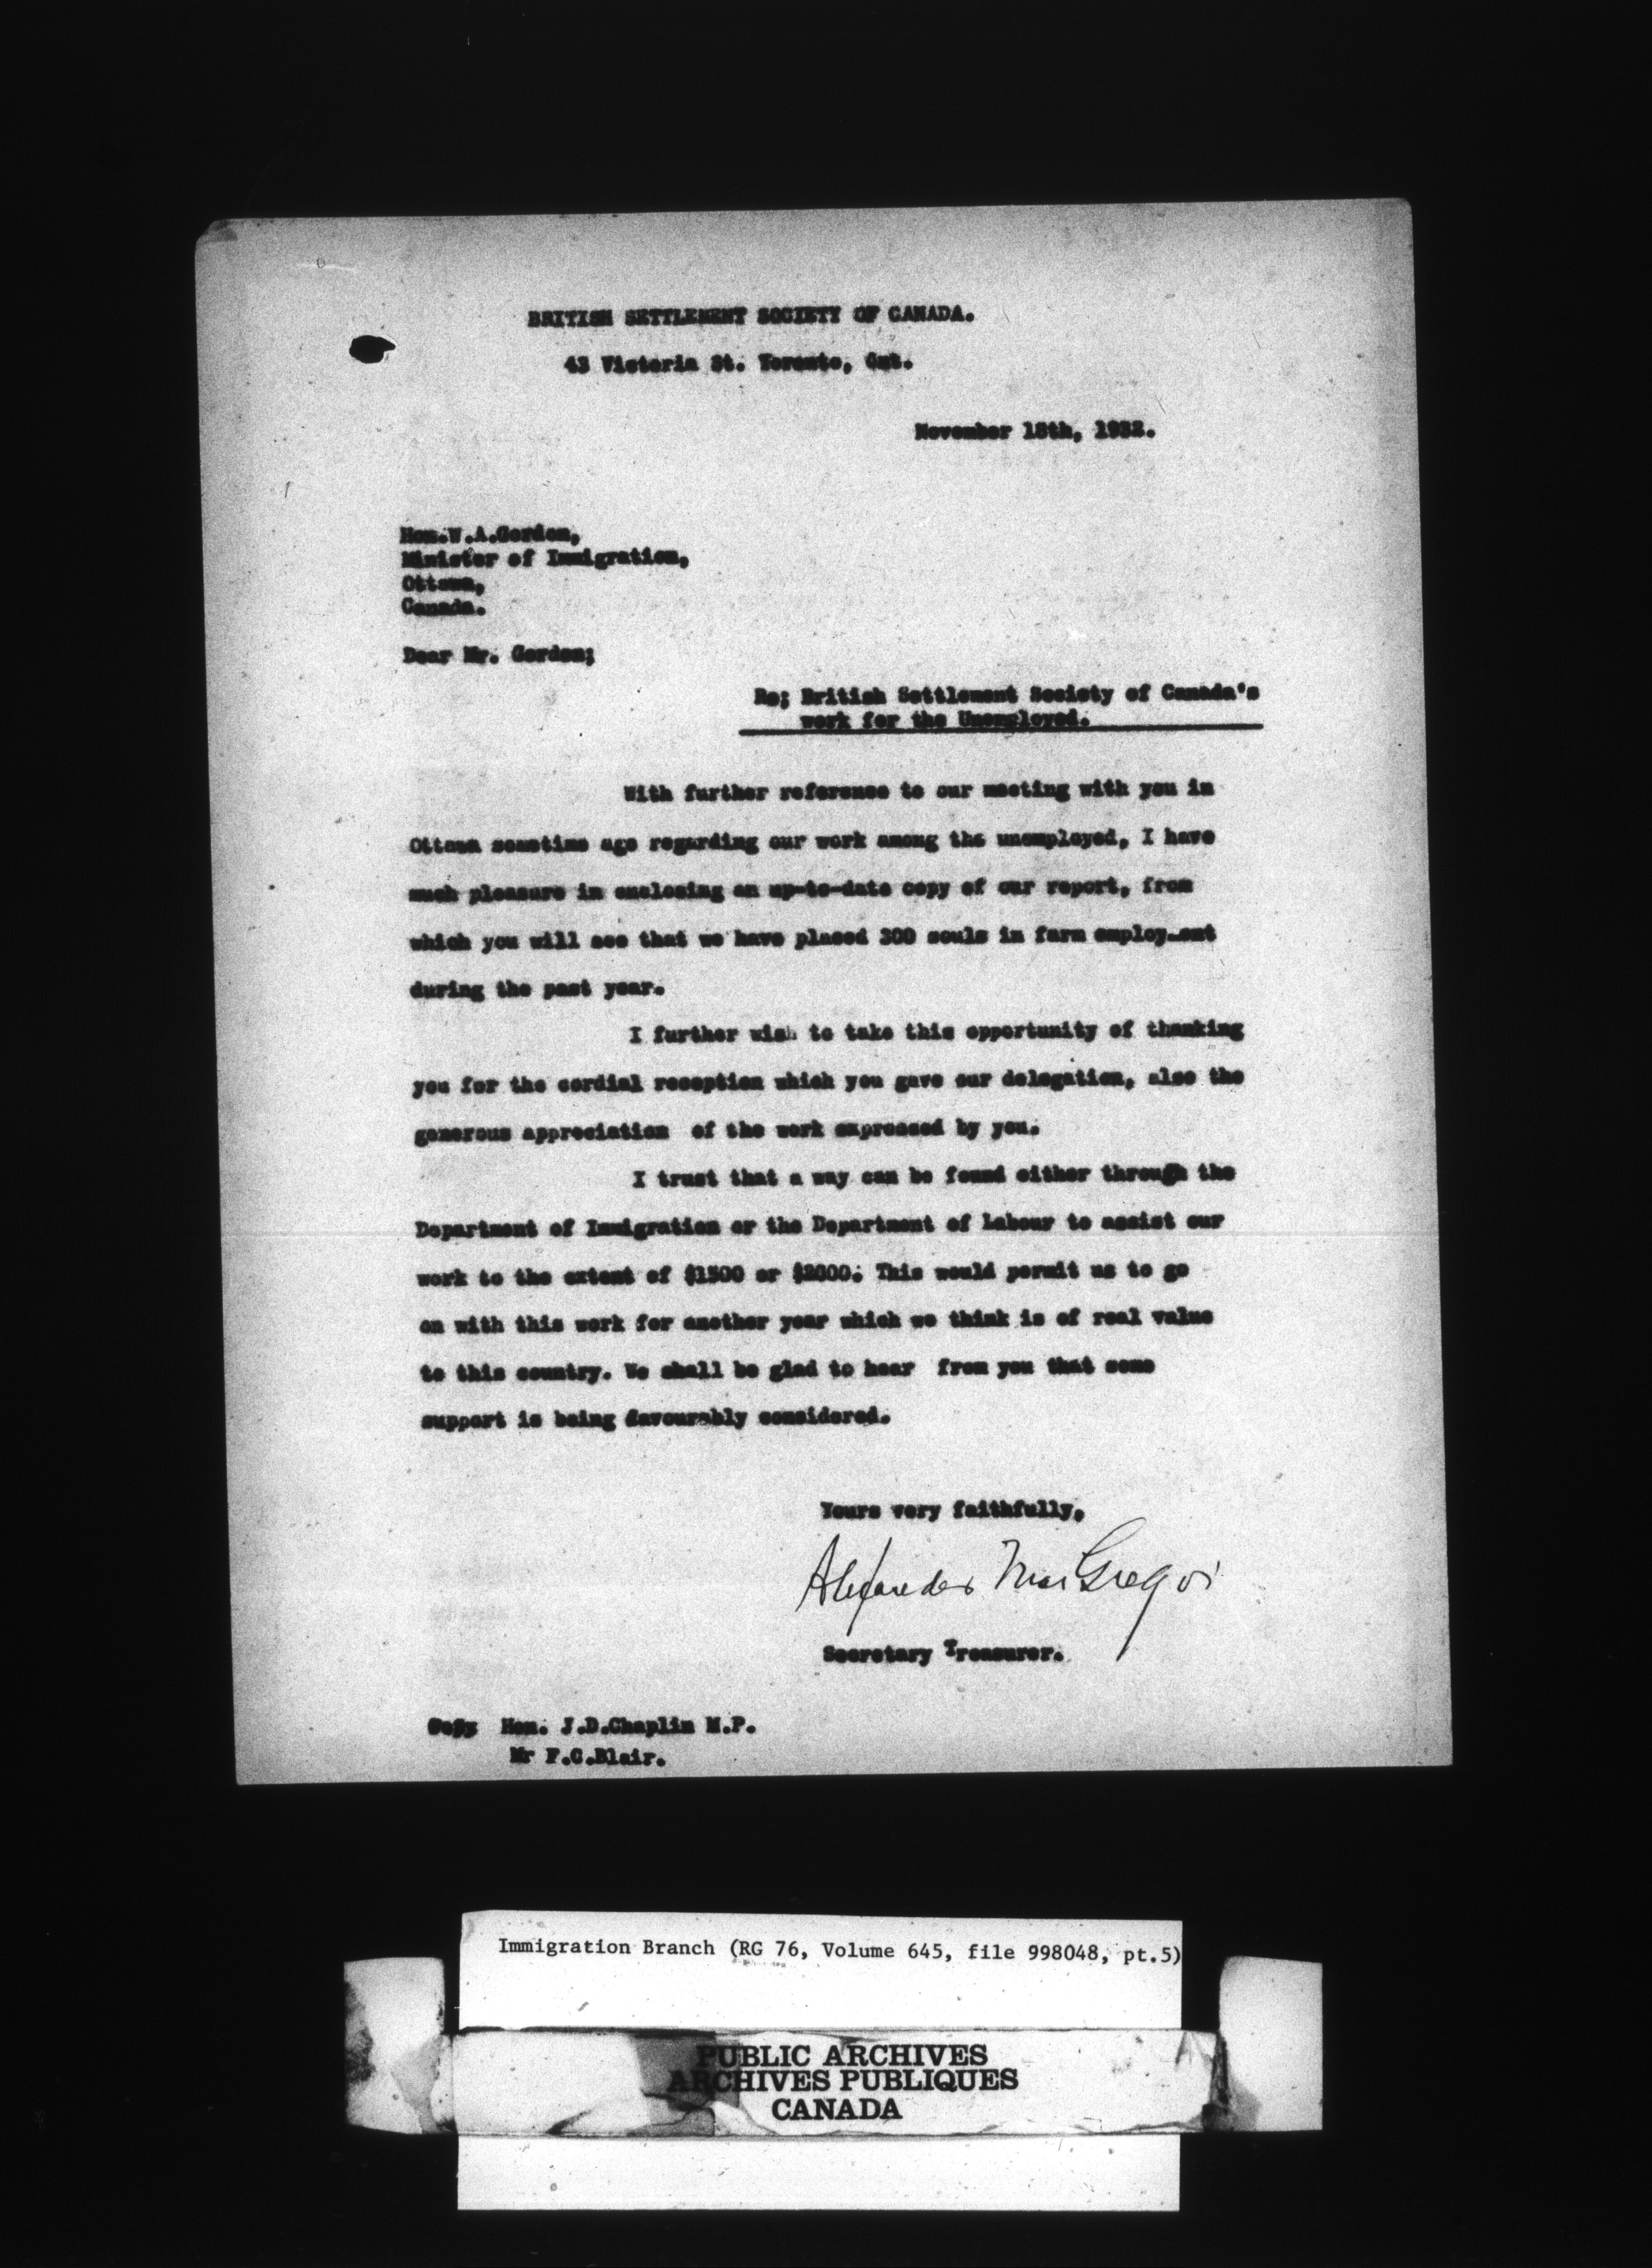 BRITISH SETTLEMENT SOCIETY OF CANADA.
43 Victoria St. Toronto, Ont.
November 18th, 1932.
Hon.W.A.Gordon,
Minister of Immigration,
Ottawa,
Canada.
Dear Mr. Gordon;
Re; British Settlement Society of Canada's
work for the Unemployed.
With further reference to our meeting with you in
Ottawa sometime ago regarding our work among the unemployed, I have
much pleasure in enclosing an up-to-date copy of our report, from
which you will see that we have placed 300 souls in farm employment
during the past year.
I further wish to take this opportunity of thanking
you for the cordial reception which you gave our delegation, also the
generous appreciation of the work expressed by you.
I trust that a way can be found either through the
Department of Immigration or the Department of Labour to assist our
work to the extent of $1500 or $2000. This would permit us to go
on with this work for another year which we think is of real value
to this country. We shall be glad to hear from you that some
support is being favourably considered.
Yours very faithfully,
Alexander MacGregor
Secretary Treasurer.
Copy Hon. J.D.Chaplin M.P.
Mr F.C.Blair.
Immigration Branch (RG 76, Volume 645, file 998048, pt.5)
PUBLIC ARCHIVES
ARCHIVES PUBLIQUES
CANADA